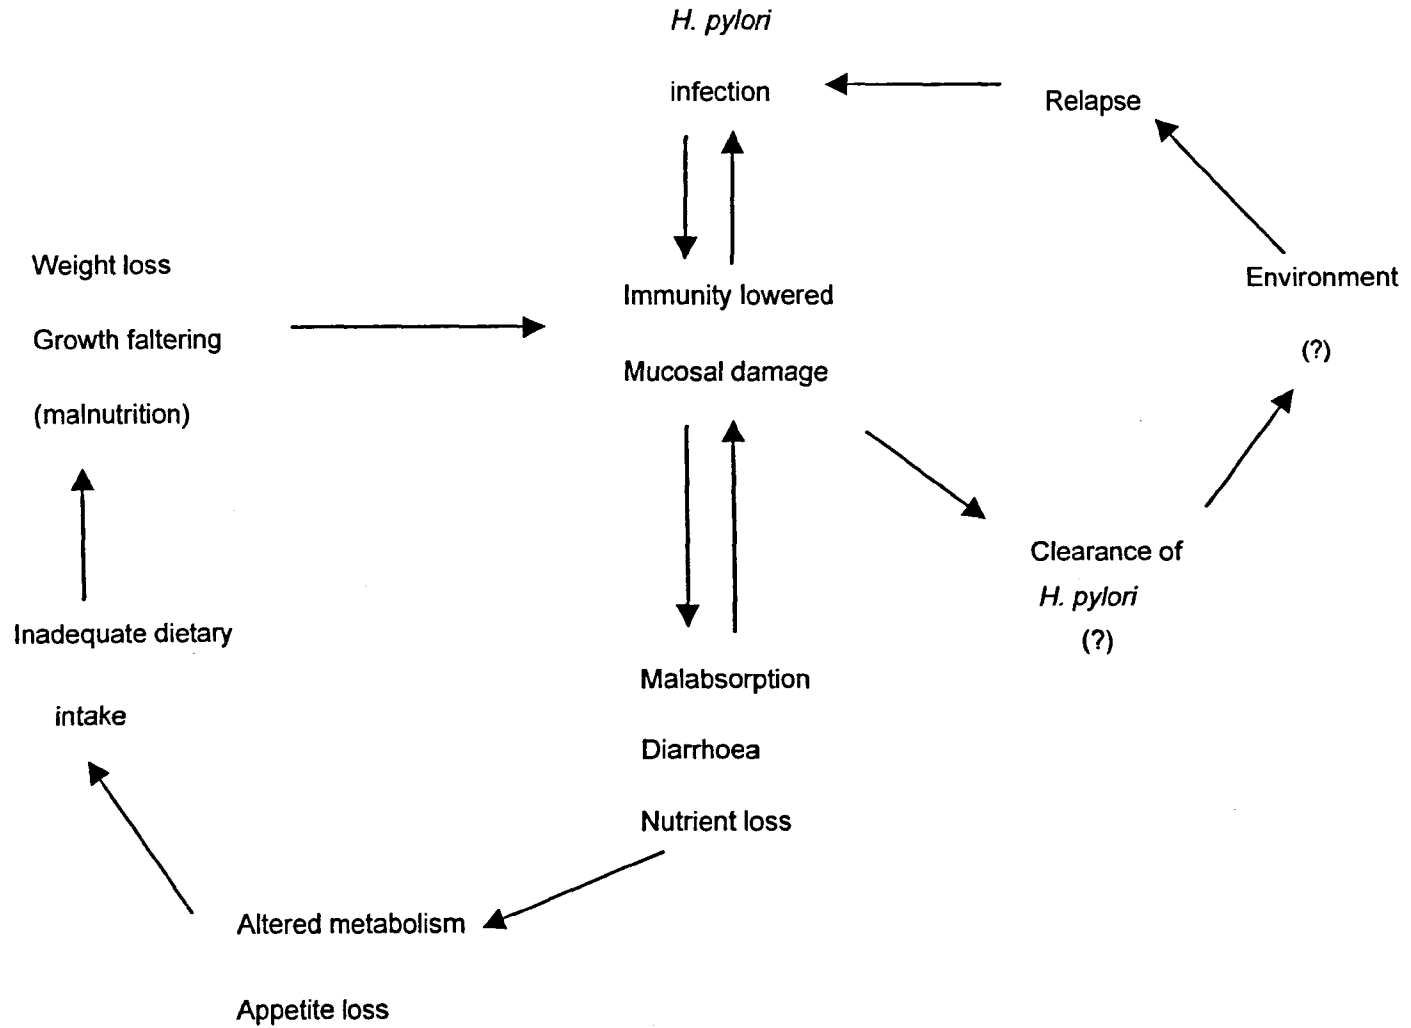 H. pylori
infection
Relapse
Weight loss
Growth faltering
(malnutrition)
Immunity lowered
Mucosal damage
Environment
(?)
Clearance of
H. pylori
(?)
Inadequate dietary
intake
Malabsorption
Diarrhoea
Nutrient loss
Altered metabolism
Appetite loss